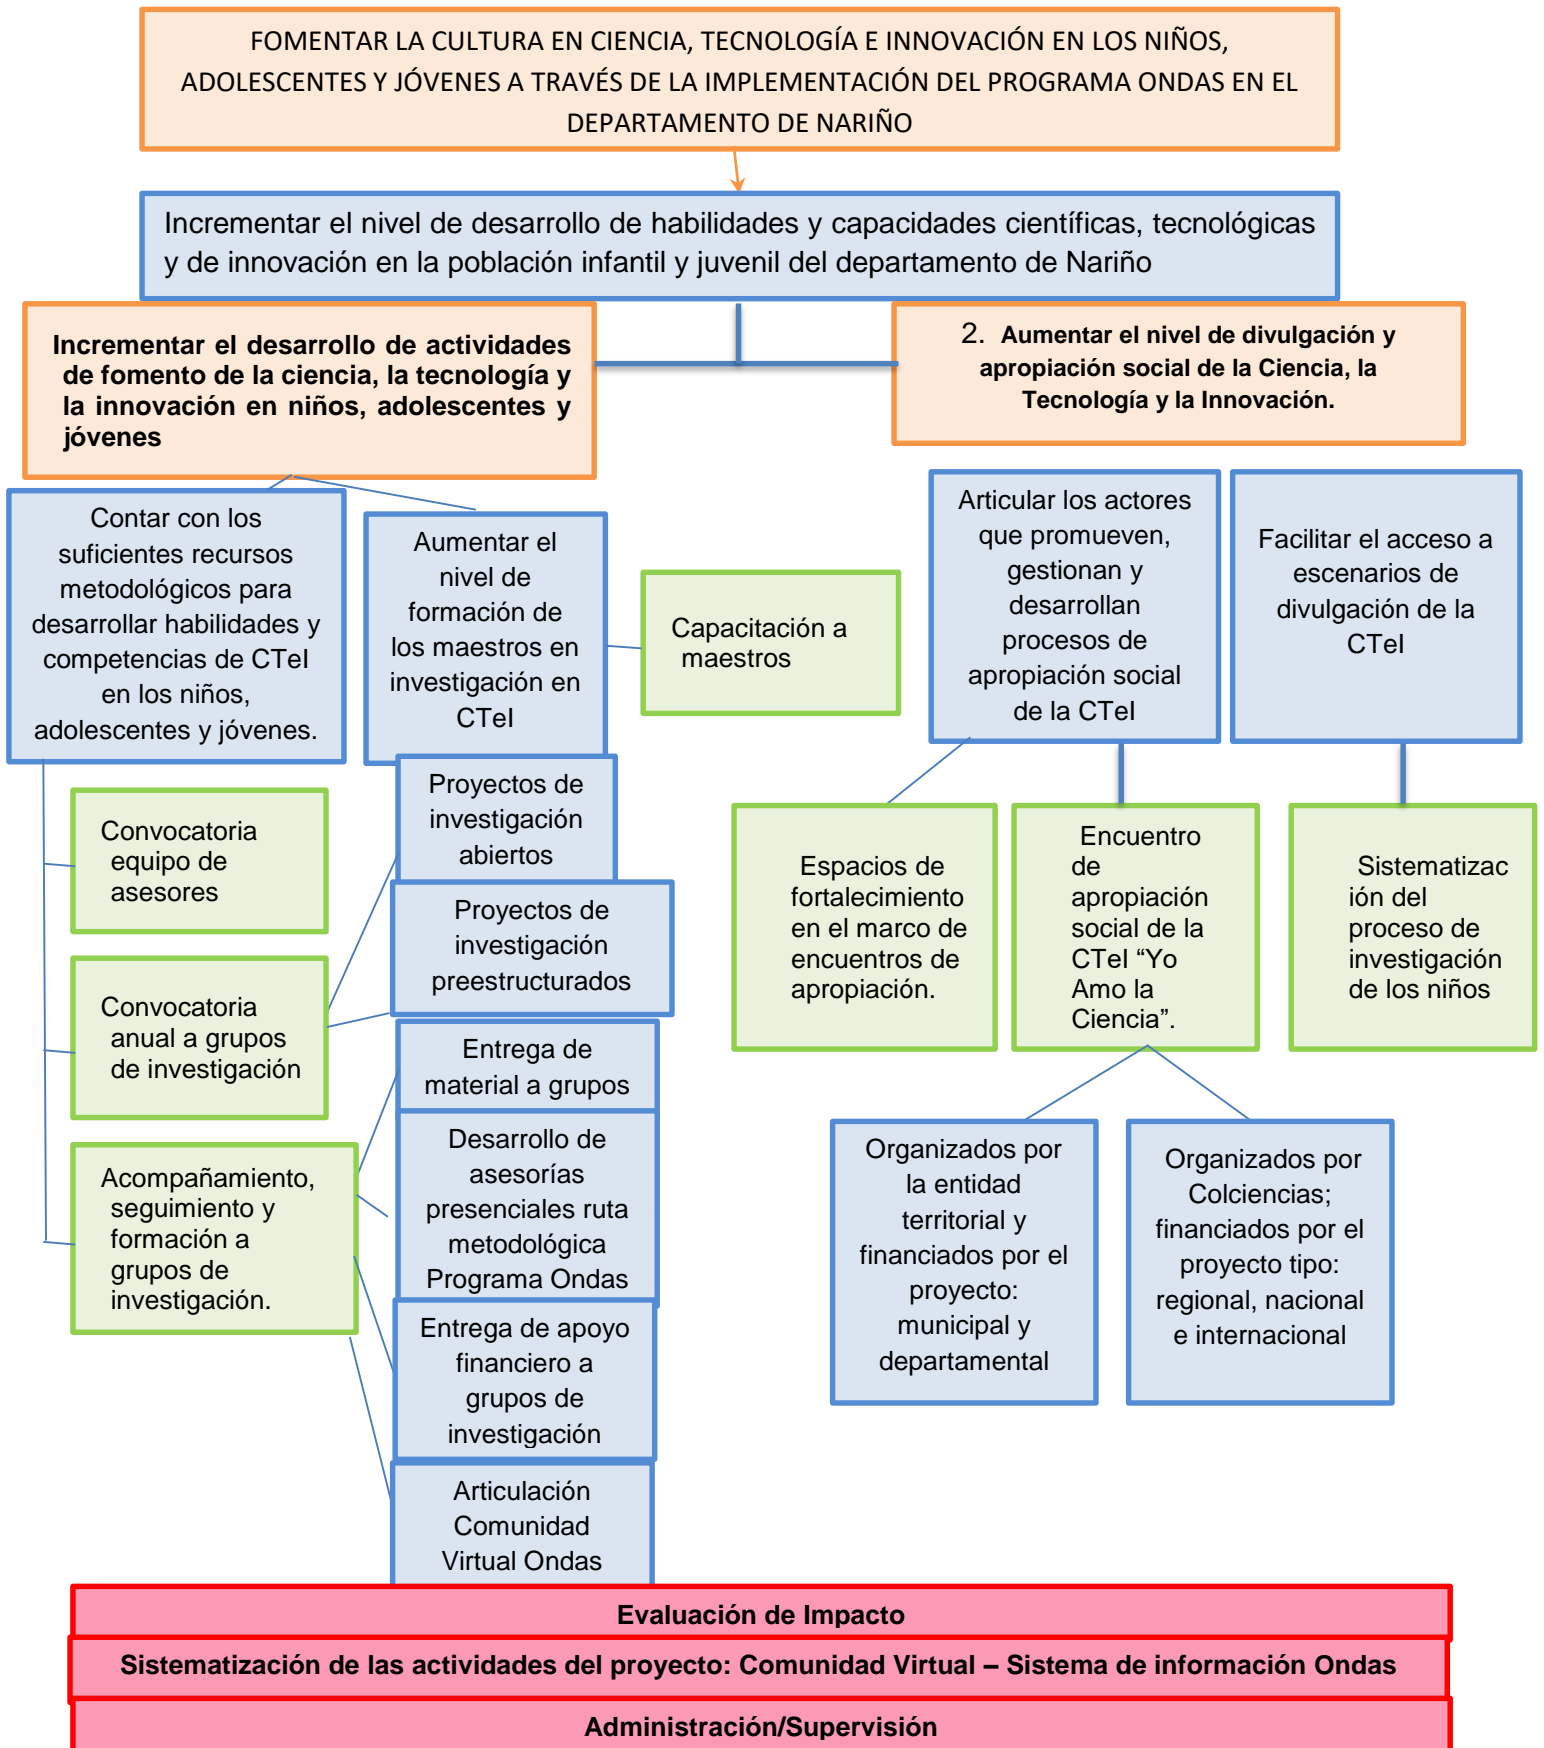 FOMENTAR LA CULTURA EN CIENCIA, TECNOLOGÍA E INNOVACIÓN EN LOS NIÑOS,
ADOLESCENTES Y JÓVENES A TRAVÉS DE LA IMPLEMENTACIÓN DEL PROGRAMA ONDAS EN EL
DEPARTAMENTO DE NARIÑO
Incrementar el nivel de desarrollo de habilidades y capacidades científicas, tecnológicas
y de innovación en la población infantil y juvenil del departamento de Nariño
Incrementar el desarrollo de actividades
de fomento de la ciencia, la tecnología y
la innovación en niños, adolescentes y
jóvenes
2. Aumentar el nivel de divulgación y
apropiación social de la Ciencia, la
Tecnología y la Innovación.
Contar con los
suficientes recursos
metodológicos para
desarrollar habilidades y
competencias de CTeI
en los niños,
adolescentes y jóvenes.
Aumentar el
nivel de
formación de
los maestros en
investigación en
CTeI
Capacitación a
maestros
Articular los actores
que promueven,
gestionan y
desarrollan
procesos de
apropiación social
de la CTeI
Facilitar el acceso a
escenarios de
divulgación de la
CTeI
Convocatoria
equipo de
asesores
Convocatoria
anual a grupos
de investigación
Acompañamiento,
seguimiento y
formación a
grupos de
investigación.
Proyectos de
investigación
abiertos
Proyectos de
investigación
preestructurados
Entrega de
material a grupos
Desarrollo de
asesorías
presenciales ruta
metodológica
Programa Ondas
Entrega de apoyo
financiero a
grupos de
investigación
Articulación
Comunidad
Virtual Ondas
Espacios de
fortalecimiento
en el marco de
encuentros de
apropiación.
Encuentro
de
apropiación
social de la
CTeI “Yo
Amo la
Ciencia”.
Sistematizac
ión del
proceso de
investigación
de los niños
Organizados por
la entidad
territorial y
financiados por el
proyecto:
municipal y
departamental
Organizados por
Colciencias;
financiados por el
proyecto tipo:
regional, nacional
e internacional
Evaluación de Impacto
Sistematización de las actividades del proyecto: Comunidad Virtual – Sistema de información Ondas
Administración/Supervisión